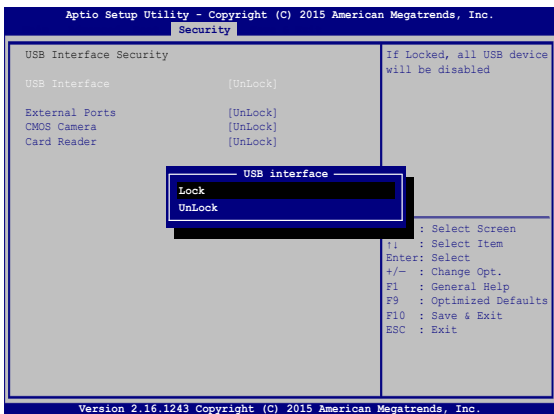 Aptio Setup Utility - Copyright (C) 2015 American Megatrends, Inc.
Security
USB Interface Security
USB Interface [UnLock]
External Ports [UnLock]
CMOS Camera [UnLock]
Card Reader [UnLock]
If Locked, all USB device
will be disabled
USB interface
Lock
UnLock
: Select Screen
↑↓ : Select Item
Enter: Select
+/— : Change Opt.
F1 : General Help
F9 : Optimized Defaults
F10 : Save & Exit
ESC : Exit
Version 2.16.1243 Copyright (C) 2015 American Megatrends, Inc.